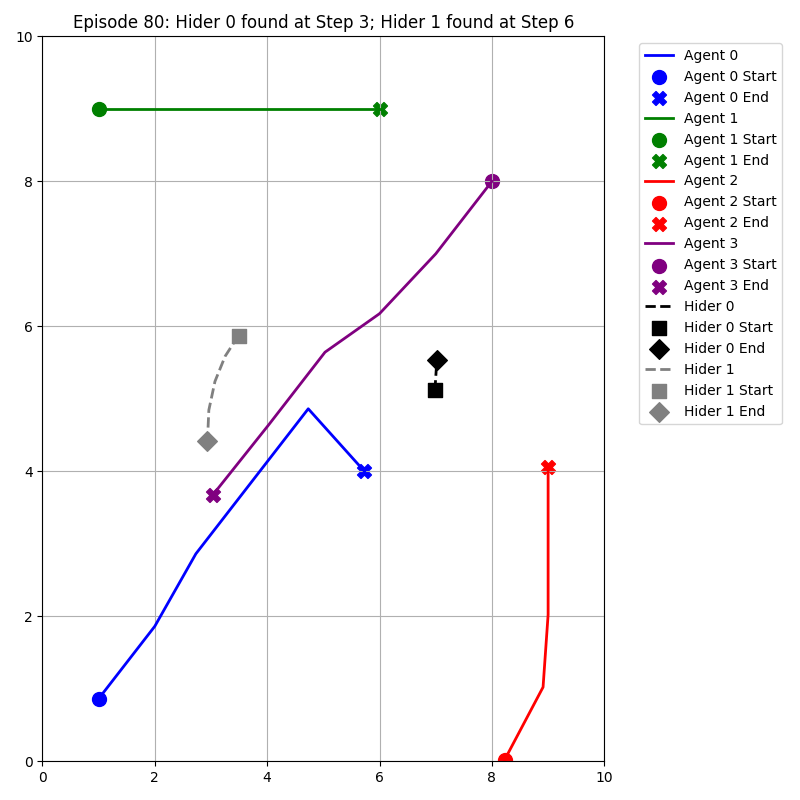 Episode 80: Hider 0 found at Step 3; Hider 1 found at Step 6
10
8
6
4
2
0
0 2 4 6 8 10
Agent 0
Agent 0 Start
Agent 0 End
Agent 1
Agent 1 Start
Agent 1 End
Agent 2
Agent 2 Start
Agent 2 End
Agent 3
Agent 3 Start
Agent 3 End
Hider 0
Hider 0 Start
Hider 0 End
Hider 1
Hider 1 Start
Hider 1 End